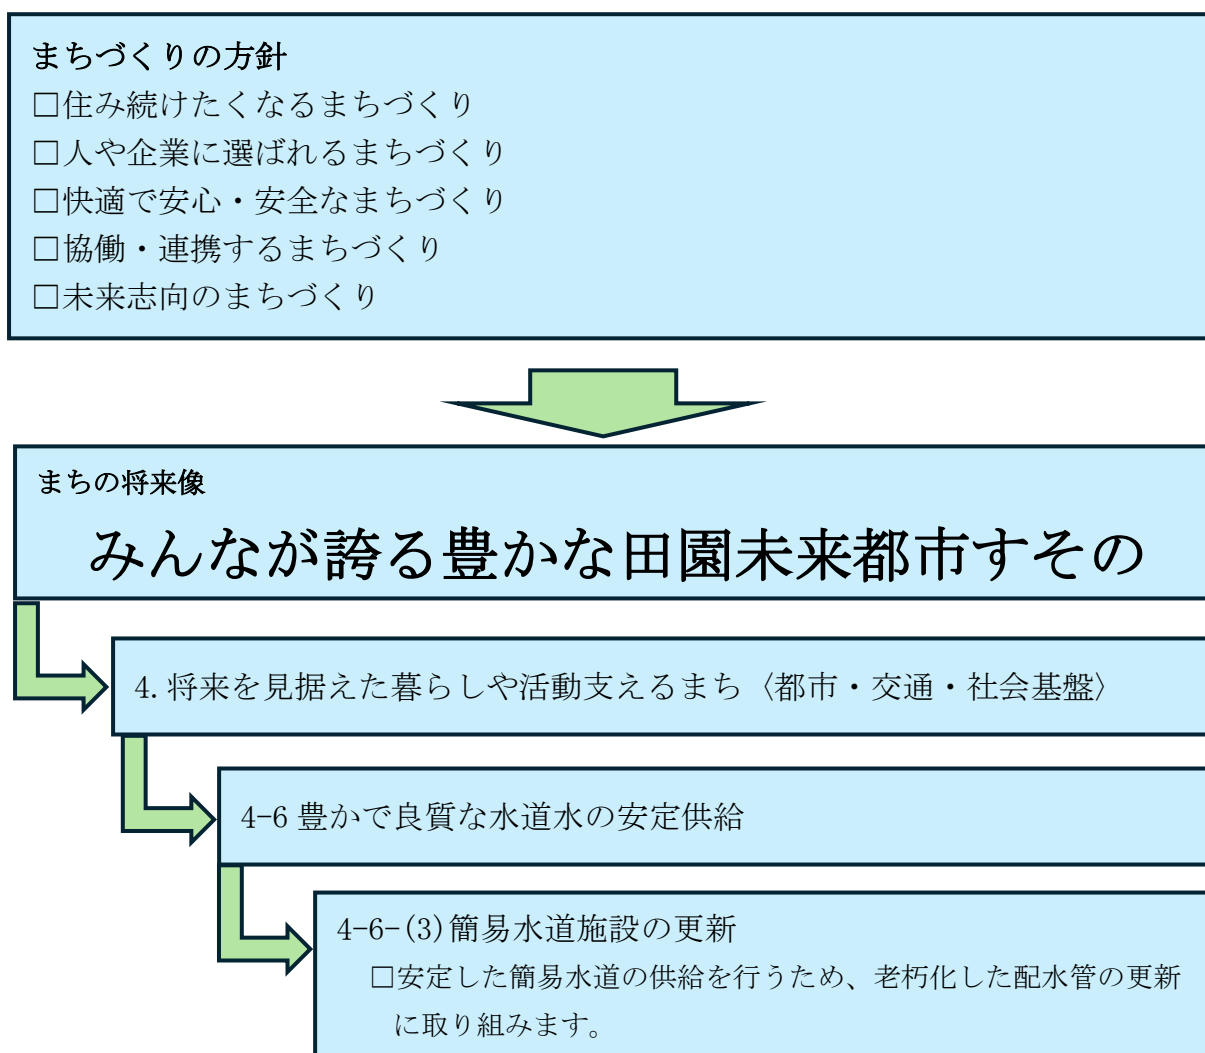 まちづくりの方針
□住み続けたくなるまちづくり
□人や企業に選ばれるまちづくり
□快適で安心・安全なまちづくり
□協働・連携するまちづくり
□未来志向のまちづくり
まちの将来像
みんなが誇る豊かな田園未来都市すその
4.将来を見据えた暮らしや活動支えるまち〈都市・交通・社会基盤〉
4-6 豊かで良質な水道水の安定供給
4-6-(3)簡易水道施設の更新
□安定した簡易水道の供給を行うため、老朽化した配水管の更新
に取り組みます。